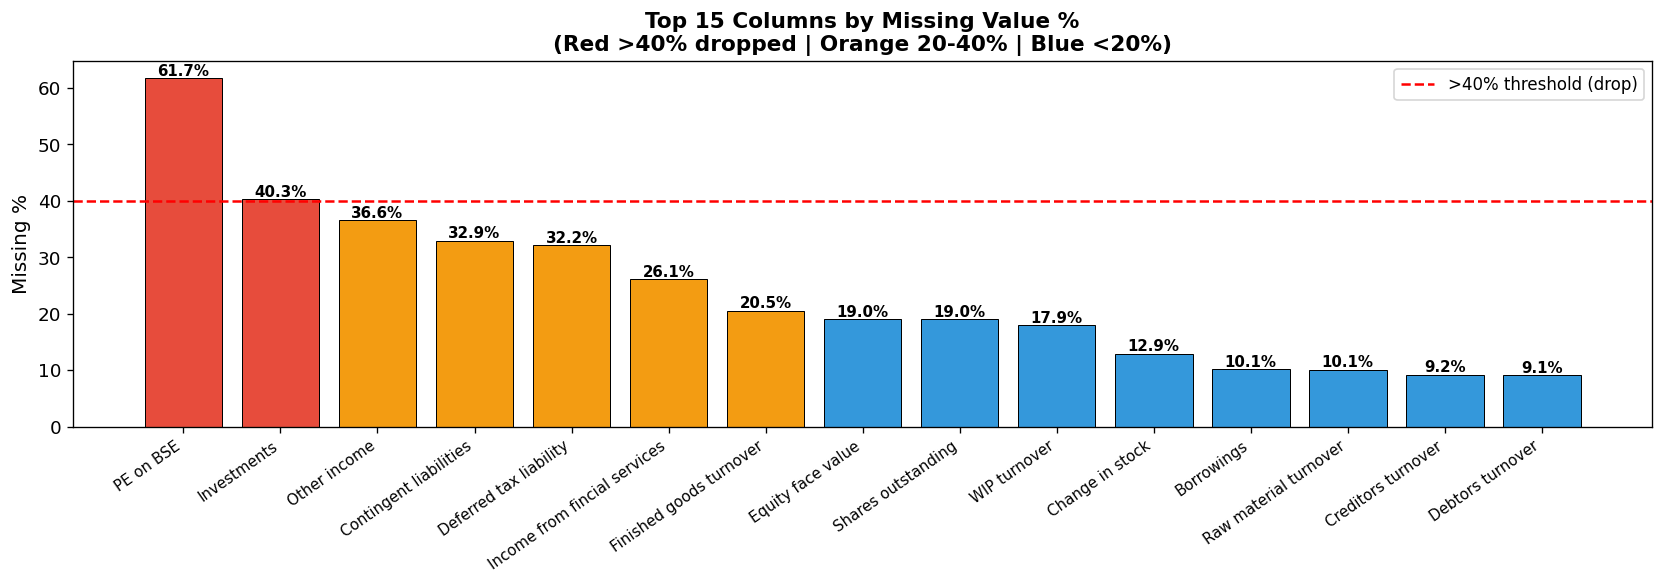 Top 15 Columns by Missing Value %
(Red >40% dropped | Orange 20-40% | Blue <20%)
>40% threshold (drop)
Missing %
60
50
40
30
20
10
0
61.7%
40.3%
36.6%
32.9%
32.2%
26.1%
20.5%
19.0%
19.0%
17.9%
12.9%
10.1%
10.1%
9.2%
9.1%
PE on BSE
Investments
Other income
Contingent liabilities
Deferred tax liability
Income from fincial services
Finished goods turnover
Equity face value
Shares outstanding
WIP turnover
Change in stock
Borrowings
Raw material turnover
Creditors turnover
Debtors turnover